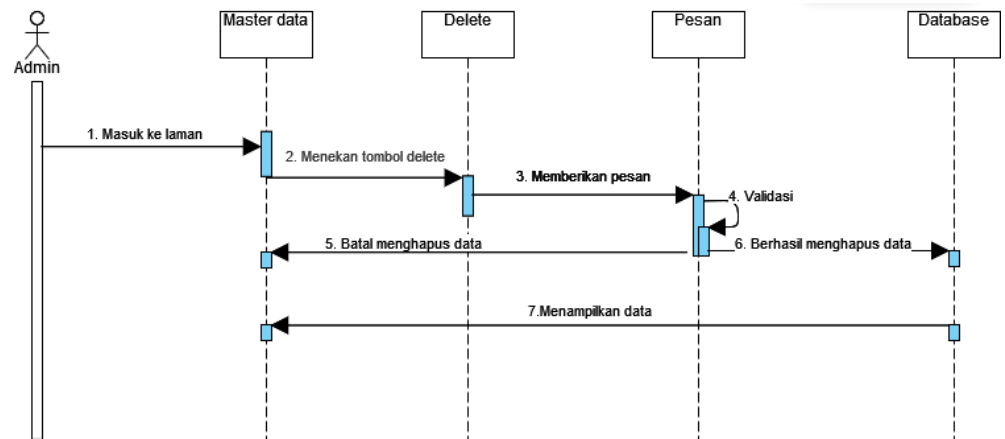 Master data
Delete
Pesan
Database
Admin
1. Masuk ke laman
2. Menekan tombol delete
3. Memberikan pesan
4. Validasi
5. Batal menghapus data
6. Berhasil menghapus data
7.Menampilkan data